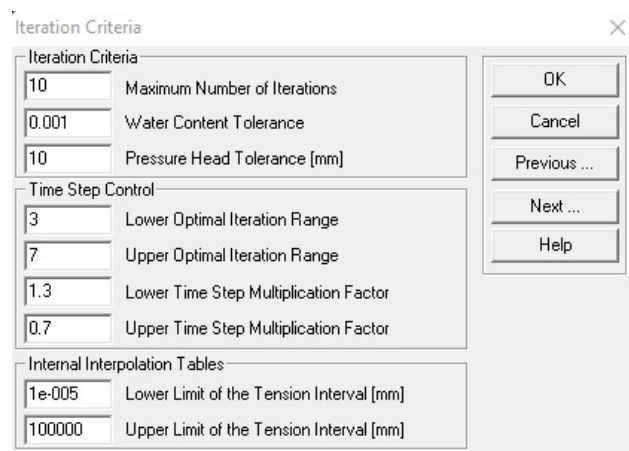 Iteration Criteria
Iteration Criteria
10 Maximum Number of Iterations
0.001 Water Content Tolerance
10 Pressure Head Tolerance [mm]
Time Step Control
3 Lower Optimal Iteration Range
7 Upper Optimal Iteration Range
1.3 Lower Time Step Multiplication Factor
0.7 Upper Time Step Multiplication Factor
Internal Interpolation Tables
1e-005 Lower Limit of the Tension Interval [mm]
100000 Upper Limit of the Tension Interval [mm]
OK
Cancel
Previous ...
Next ...
Help